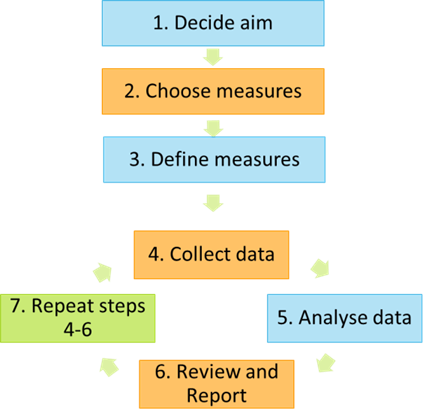 1. Decide aim
2. Choose measures
3. Define measures
4. Collect data
5. Analyse data
6. Review and
Report
7. Repeat steps
4-6